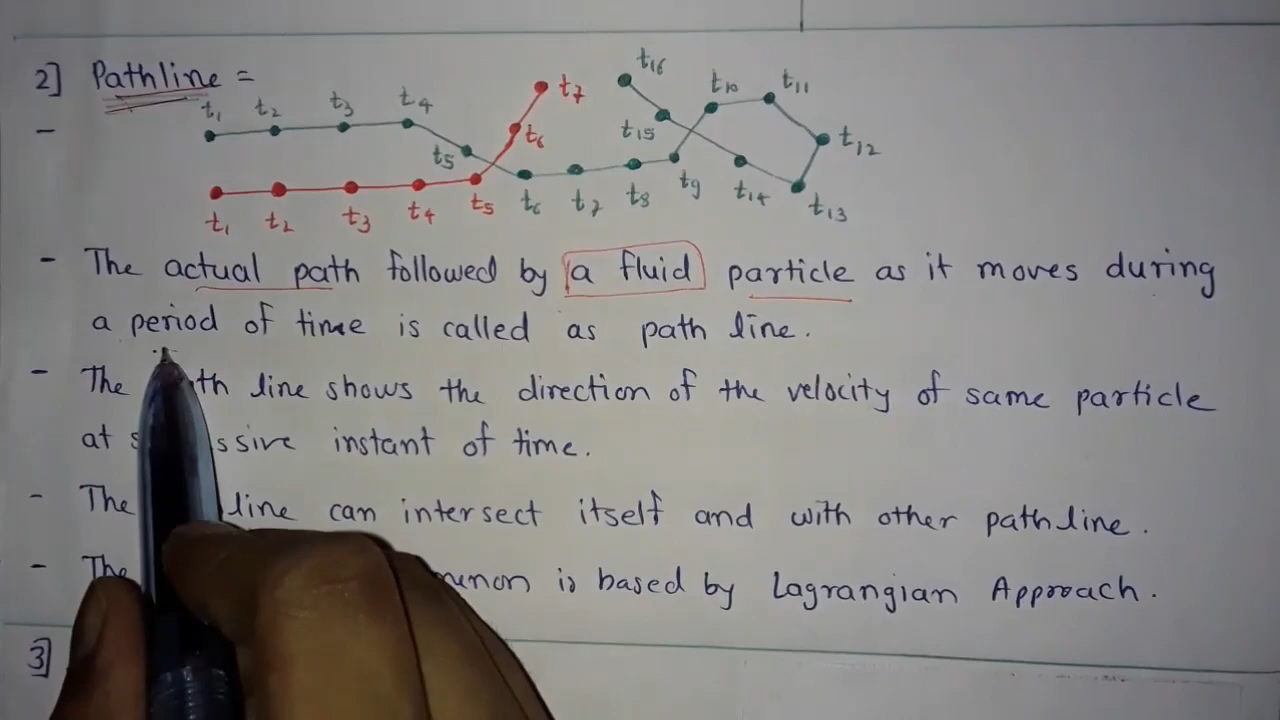 2] Pathline =
t16 t10 t11
t1 t2 t3 t4 t7
t5 t6 t15 t12
t1 t2 t3 t4 t5 t6 t7 t8 t9 t14 t13
- The actual path followed by a fluid particle as it moves during
a period of time is called as path line.
- The line shows the direction of the velocity of same particle
at instant of time.
- The line can intersect itself and with other pathline.
- The is based by Lagrangian Approach.
3]